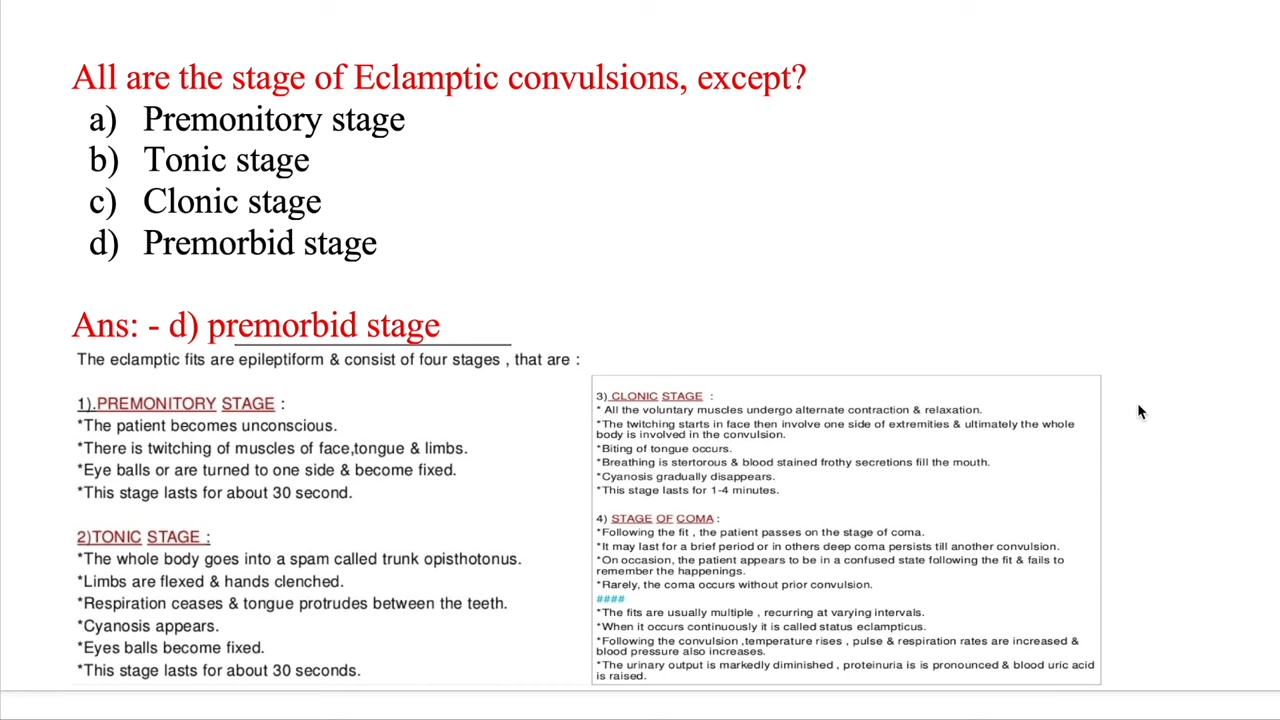 All are the stage of Eclamptic convulsions, except?
a) Premonitory stage
b) Tonic stage
c) Clonic stage
d) Premorbid stage
Ans: - d) premorbid stage
The eclamptic fits are epileptiform & consist of four stages , that are :
1).PREMONITORY STAGE :
*The patient becomes unconscious.
*There is twitching of muscles of face,tongue & limbs.
*Eye balls or are turned to one side & become fixed.
*This stage lasts for about 30 second.
2)TONIC STAGE :
*The whole body goes into a spam called trunk opisthotonus.
*Limbs are flexed & hands clenched.
*Respiration ceases & tongue protrudes between the teeth.
*Cyanosis appears.
*Eyes balls become fixed.
*This stage lasts for about 30 seconds.
3) CLONIC STAGE :
* All the voluntary muscles undergo alternate contraction & relaxation.
*The twitching starts in face then involve one side of extremities & ultimately the whole
body is involved in the convulsion.
*Biting of tongue occurs.
*Breathing is stertorous & blood stained frothy secretions fill the mouth.
*Cyanosis gradually disappears.
*This stage lasts for 1-4 minutes.
4) STAGE OF COMA :
*Following the fit , the patient passes on the stage of coma.
*It may last for a brief period or in others deep coma persists till another convulsion.
*On occasion, the patient appears to be in a confused state following the fit & fails to
remember the happenings.
*Rarely, the coma occurs without prior convulsion.
####
*The fits are usually multiple , recurring at varying intervals.
*When it occurs continuously it is called status eclampticus.
*Following the convulsion ,temperature rises , pulse & respiration rates are increased &
blood pressure also increases.
*The urinary output is markedly diminished , proteinuria is is pronounced & blood uric acid
is raised.